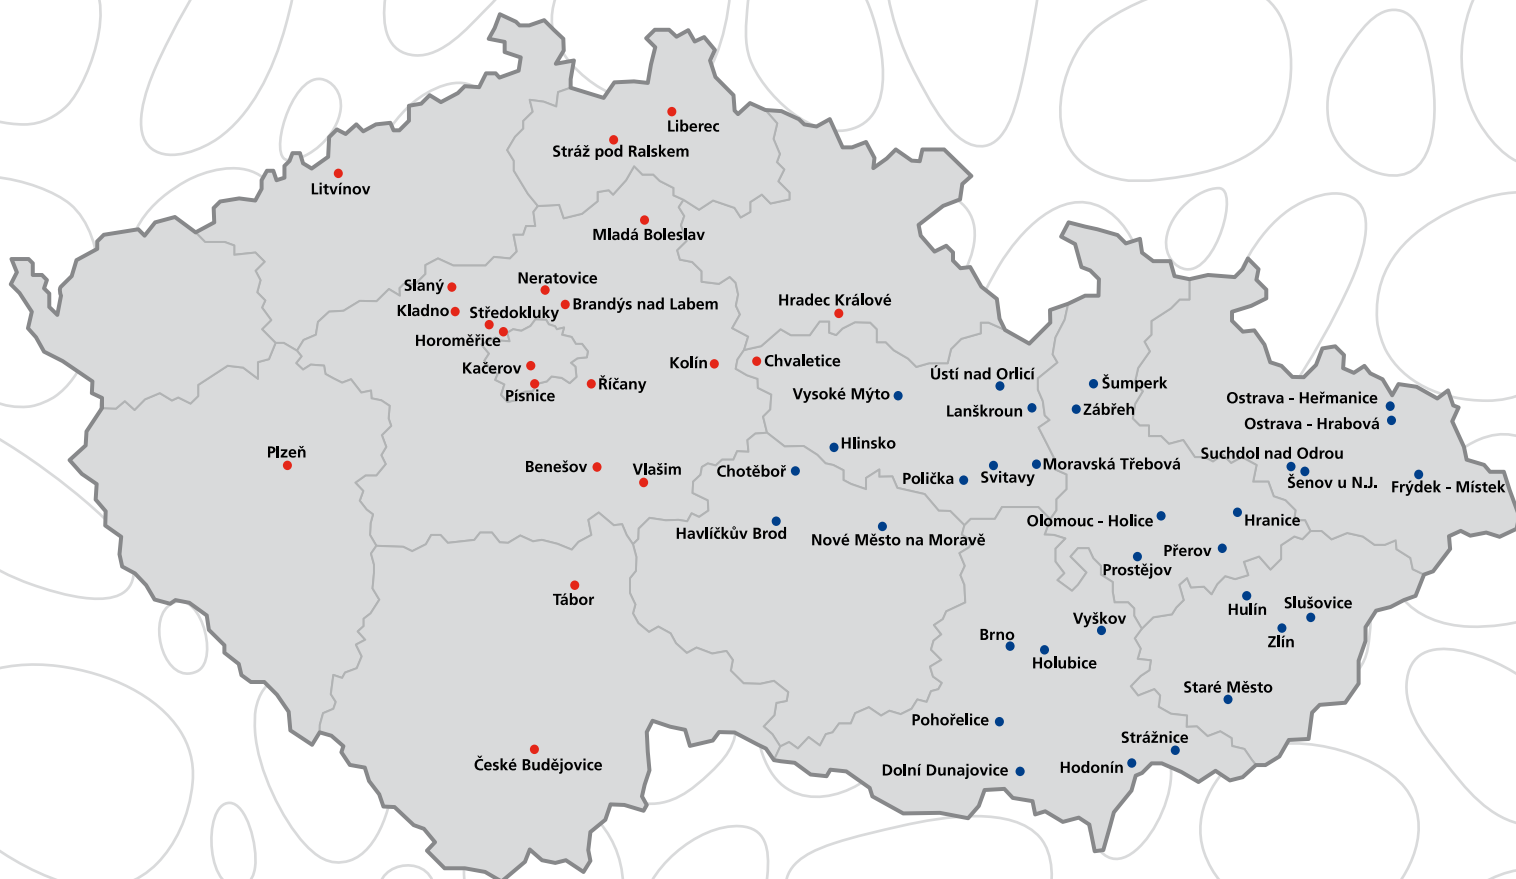 Liberec
Stráž pod Ralskem
Litvínov
Mladá Boleslav
Neratovice
Slaný
Brandýs nad Labem
Kladno
Středokluky
Hradec Králové
Horoměřice
Kačerov
Kolín
Chvaletice
Písnice
Říčany
Ústí nad Orlicí
Šumperk
Vysoké Mýto
Lanškroun
Zábřeh
Ostrava - Heřmanice
Ostrava - Hrabová
Plzeň
Hlinsko
Suchdol nad Odrou
Benešov
Vlašim
Chotěboř
Polička
Svitavy
Moravská Třebová
Šenov u N.J.
Frýdek - Místek
Havlíčkův Brod
Nové Město na Moravě
Olomouc - Holice
Hranice
Přerov
Prostějov
Tábor
Hulín
Slušovice
Vyškov
Brno
Zlín
Holubice
Staré Město
Pohořelice
Strážnice
České Budějovice
Dolní Dunajovice
Hodonín